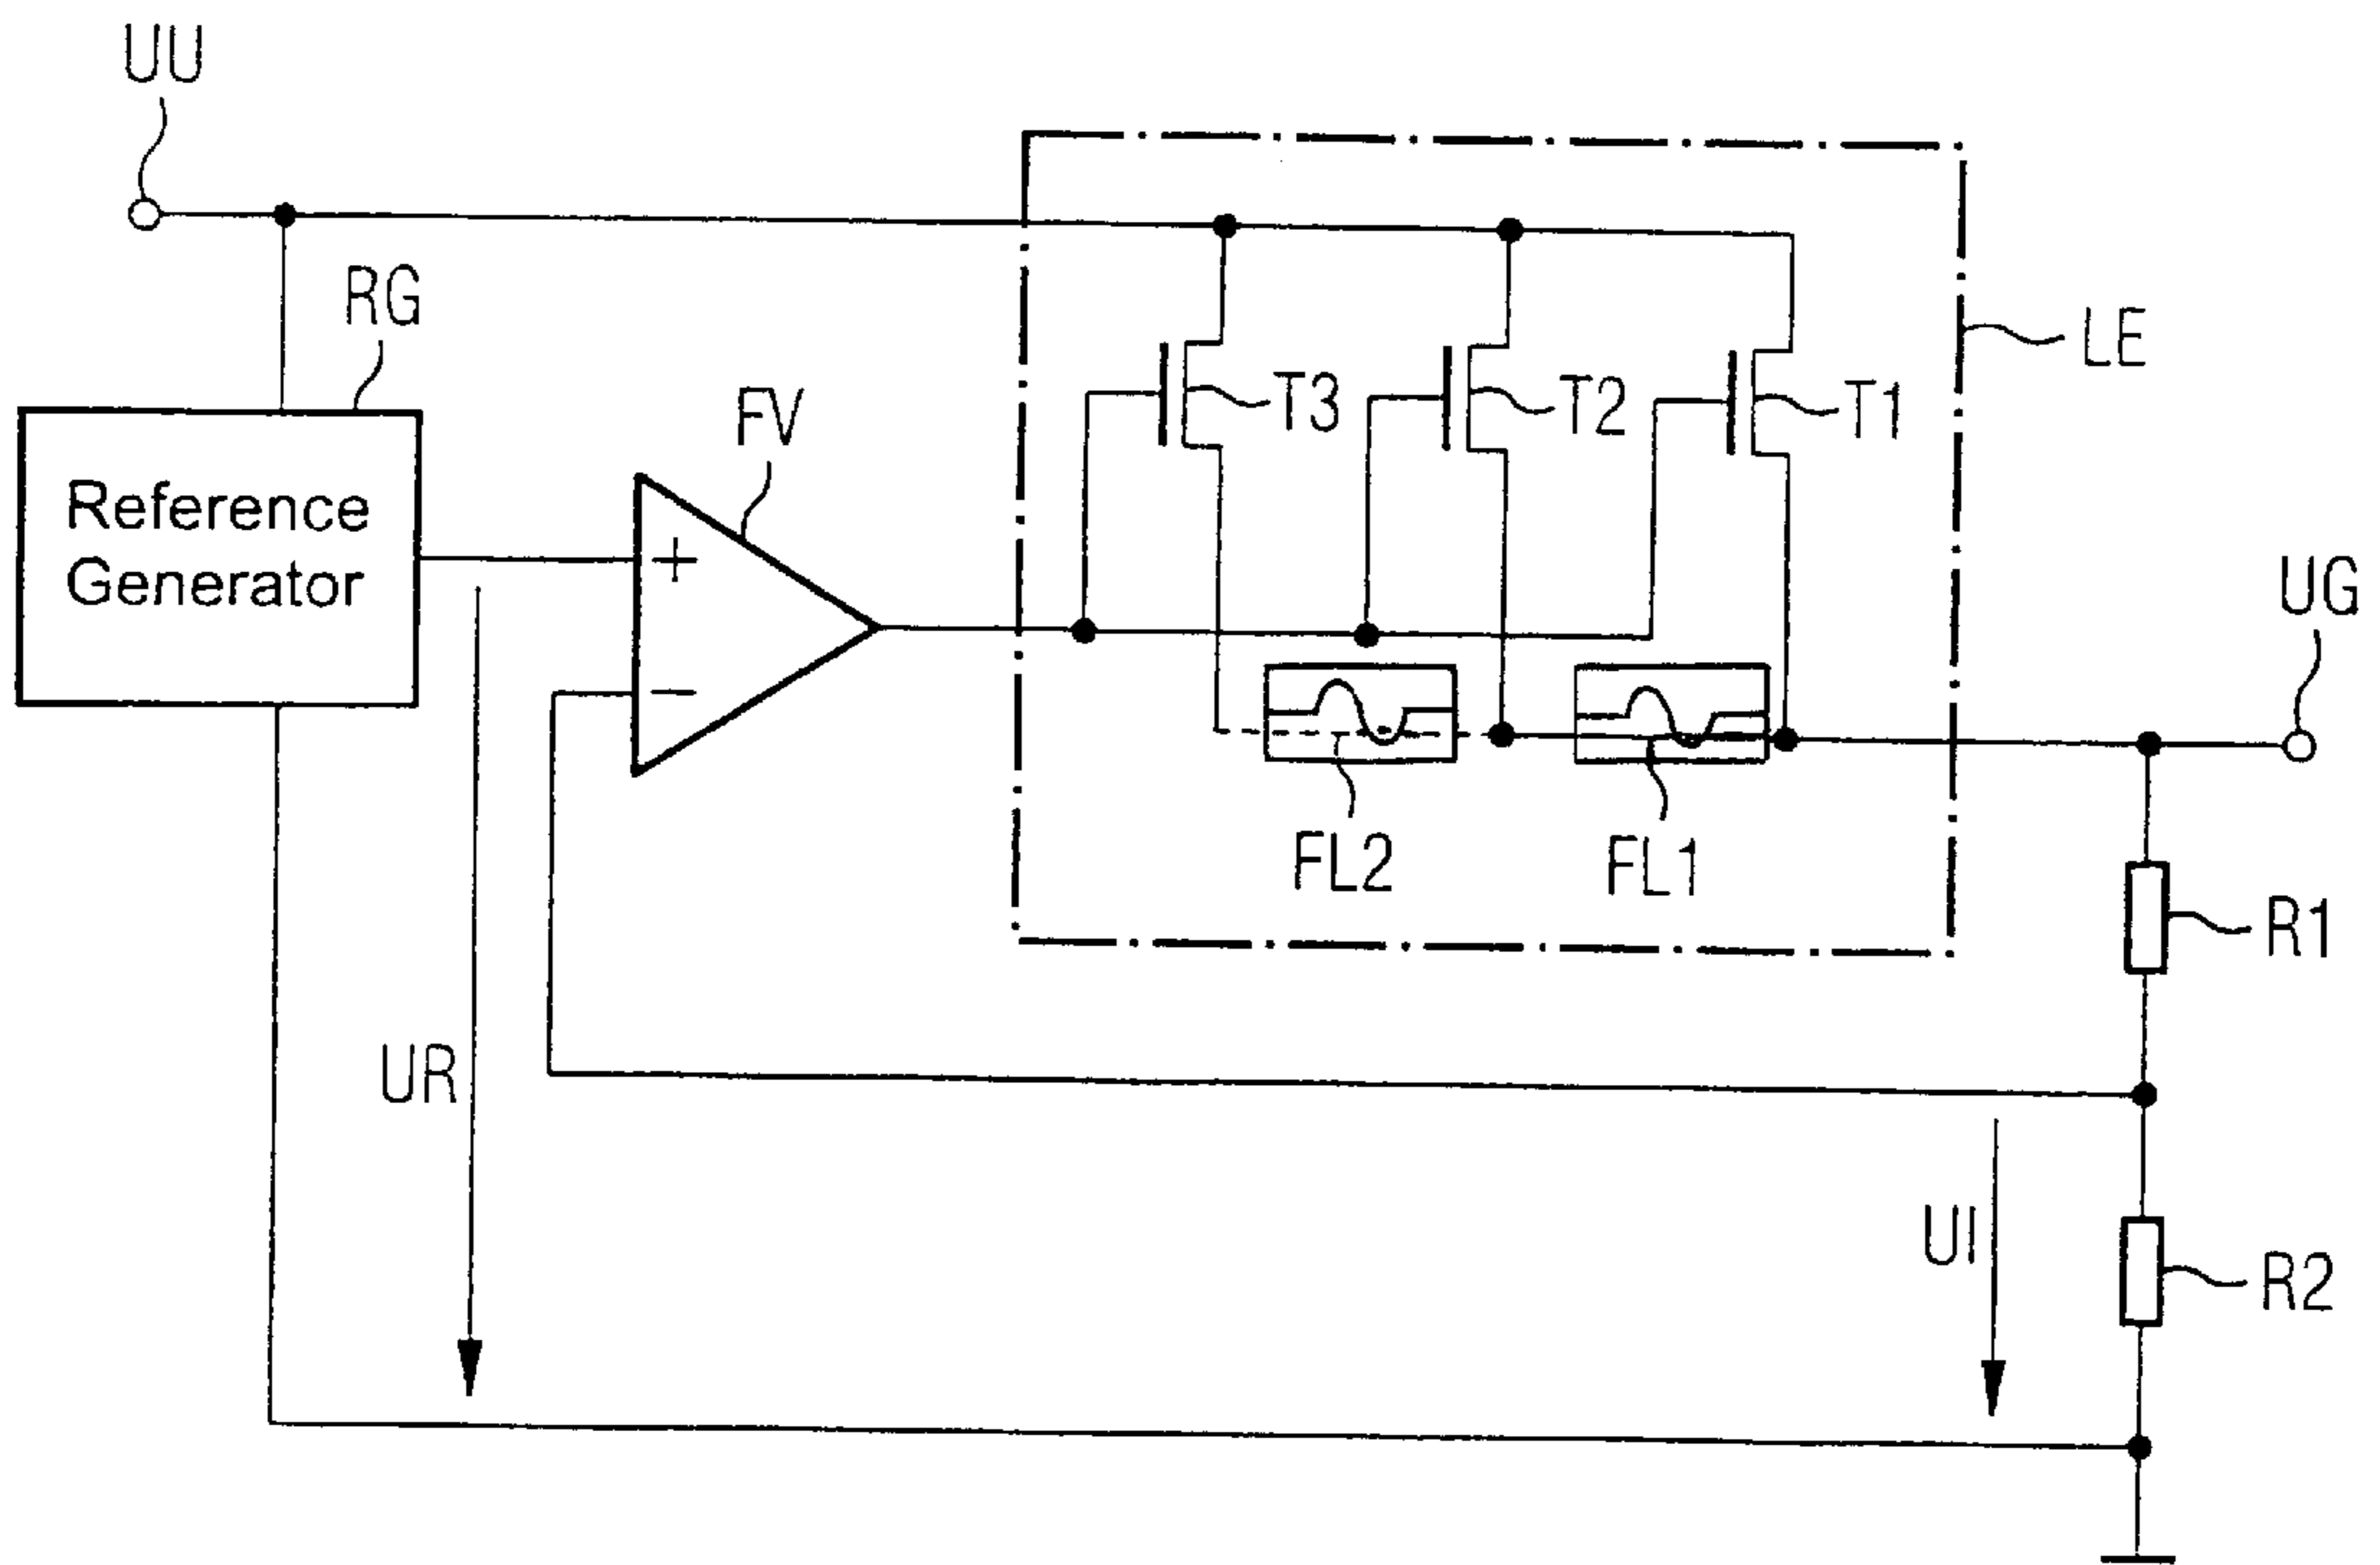 UU
RG
LE
T3
T2
T1
FV
Reference
Generator
+
−
UG
FL2
FL1
R1
UR
UI
R2